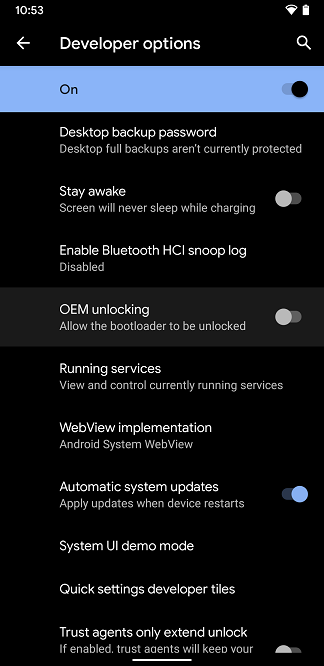 10:53
Developer options
On
Desktop backup password
Desktop full backups aren't currently protected
Stay awake
Screen will never sleep while charging
Enable Bluetooth HCI snoop log
Disabled
OEM unlocking
Allow the bootloader to be unlocked
Running services
View and control currently running services
WebView implementation
Android System WebView
Automatic system updates
Apply updates when device restarts
System UI demo mode
Quick settings developer tiles
Trust agents only extend unlock
If enabled, trust agents will keep your